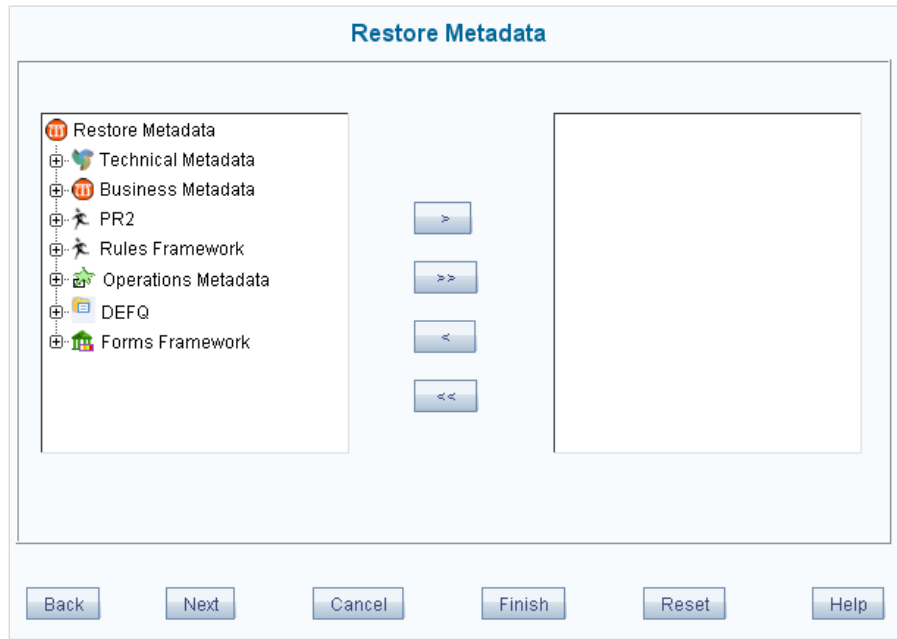 Restore Metadata
Restore Metadata
Technical Metadata
Business Metadata
PR2
Rules Framework
Operations Metadata
DEFQ
Forms Framework
>
>>
<
<<
Back Next Cancel Finish Reset Help